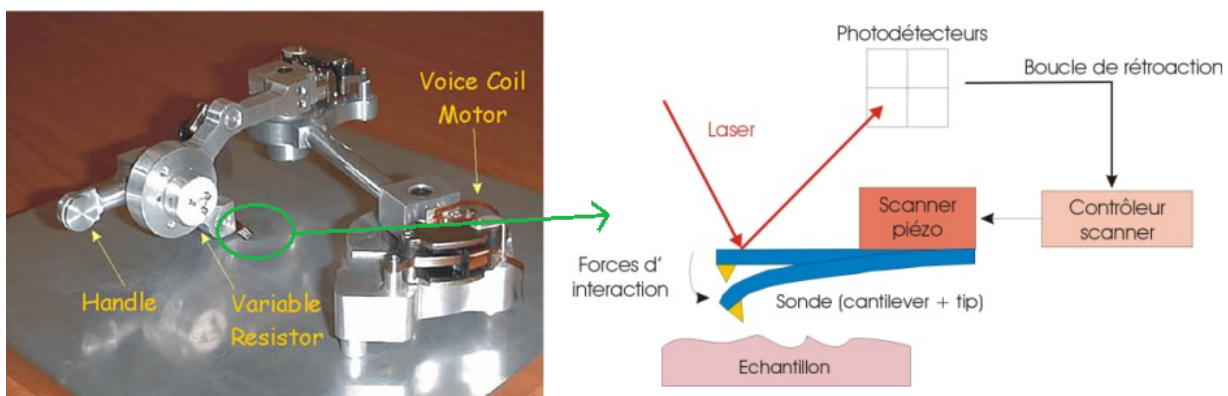 Voice Coil
Motor
Handle
Variable
Resistor
Photodétecteurs
Boucle de rétroaction
Laser
Scanner
piézo
Contrôleur
scanner
Forces d'
interaction
Sonde (cantilever + tip)
Echantillon